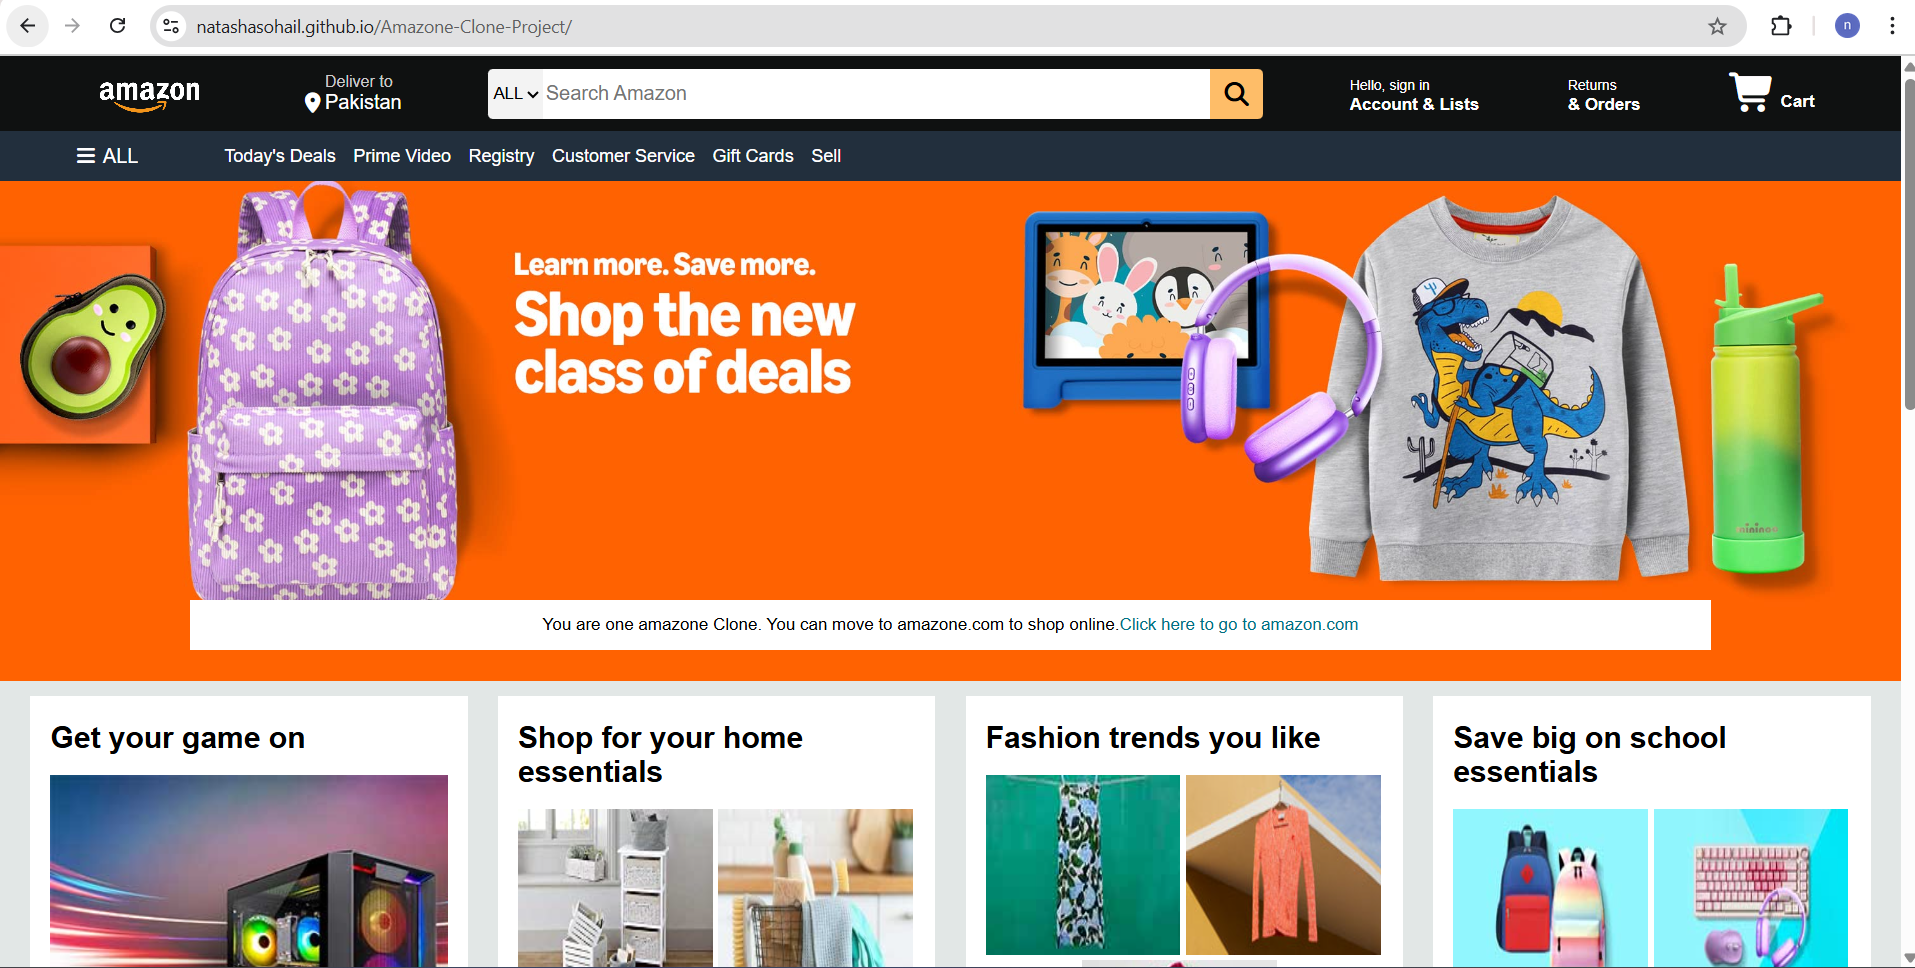 natashasohail.github.io/Amazone-Clone-Project/
n
amazon
Deliver to
Pakistan
ALL
Search Amazon
Hello, sign in
Account & Lists
Returns
& Orders
Cart
ALL
Today's Deals
Prime Video
Registry
Customer Service
Gift Cards
Sell
Learn more. Save more.
Shop the new
class of deals
You are one amazone Clone. You can move to amazone.com to shop online.Click here to go to amazon.com
Get your game on
Shop for your home
essentials
Fashion trends you like
Save big on school
essentials